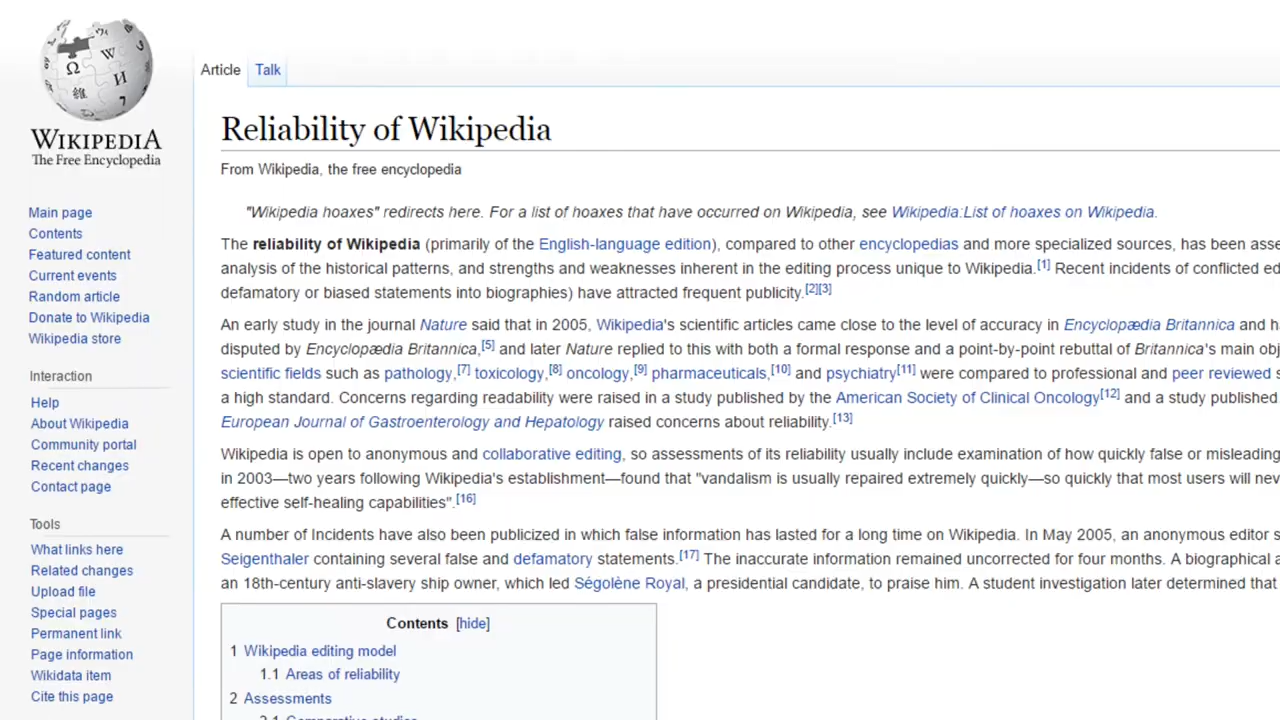 WIKIPEDIA
The Free Encyclopedia
Main page
Contents
Featured content
Current events
Random article
Donate to Wikipedia
Wikipedia store
Interaction
Help
About Wikipedia
Community portal
Recent changes
Contact page
Tools
What links here
Related changes
Upload file
Special pages
Permanent link
Page information
Wikidata item
Cite this page
Article Talk
Reliability of Wikipedia
From Wikipedia, the free encyclopedia
"Wikipedia hoaxes" redirects here. For a list of hoaxes that have occurred on Wikipedia, see Wikipedia:List of hoaxes on Wikipedia.
The reliability of Wikipedia (primarily of the English-language edition), compared to other encyclopedias and more specialized sources, has been asse
analysis of the historical patterns, and strengths and weaknesses inherent in the editing process unique to Wikipedia.[1] Recent incidents of conflicted ed
defamatory or biased statements into biographies) have attracted frequent publicity.[2][3]
An early study in the journal Nature said that in 2005, Wikipedia's scientific articles came close to the level of accuracy in Encyclopædia Britannica and ha
disputed by Encyclopædia Britannica,[5] and later Nature replied to this with both a formal response and a point-by-point rebuttal of Britannica's main obj
scientific fields such as pathology,[7] toxicology,[8] oncology,[9] pharmaceuticals,[10] and psychiatry[11] were compared to professional and peer reviewed s
a high standard. Concerns regarding readability were raised in a study published by the American Society of Clinical Oncology[12] and a study published
European Journal of Gastroenterology and Hepatology raised concerns about reliability.[13]
Wikipedia is open to anonymous and collaborative editing, so assessments of its reliability usually include examination of how quickly false or misleading
in 2003—two years following Wikipedia's establishment—found that "vandalism is usually repaired extremely quickly—so quickly that most users will nev
effective self-healing capabilities".[16]
A number of Incidents have also been publicized in which false information has lasted for a long time on Wikipedia. In May 2005, an anonymous editor s
Seigenthaler containing several false and defamatory statements.[17] The inaccurate information remained uncorrected for four months. A biographical a
an 18th-century anti-slavery ship owner, which led Ségolène Royal, a presidential candidate, to praise him. A student investigation later determined that
Contents [hide]
1 Wikipedia editing model
1.1 Areas of reliability
2 Assessments
2.1 Comparative studies